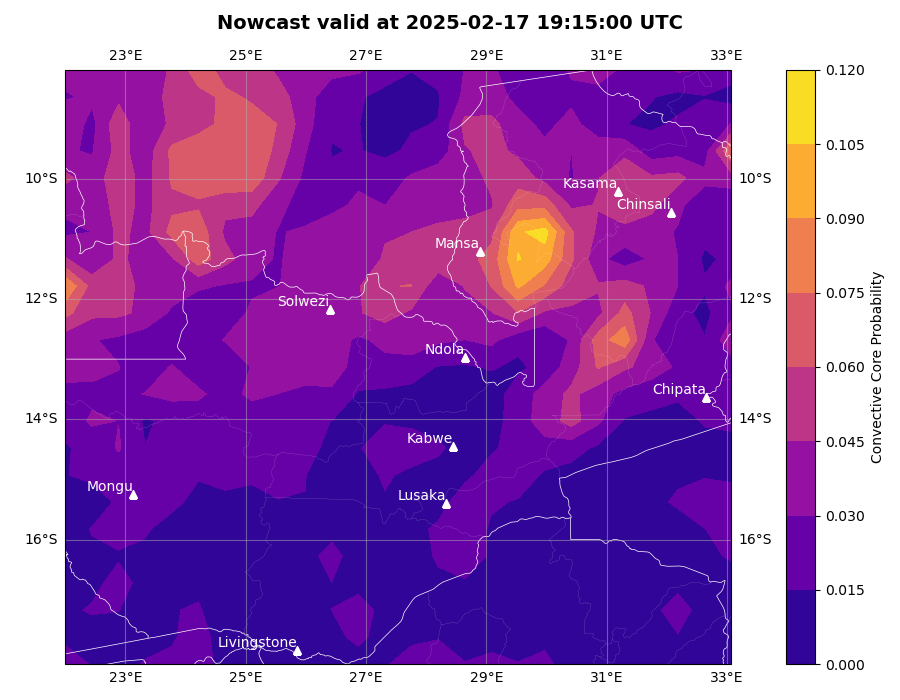 Nowcast valid at 2025-02-17 19:15:00 UTC
23°E 25°E 27°E 29°E 31°E 33°E
0.120
0.105
10°S Kasama 10°S
Chinsali
0.090
Mansa
0.075
12°S Solwezi 12°S
Ndola
0.060
Chipata
14°S 14°S
Kabwe
0.045
Mongu
Lusaka
0.030
16°S 16°S
0.015
Livingstone
0.000
23°E 25°E 27°E 29°E 31°E 33°E
Convective Core Probability